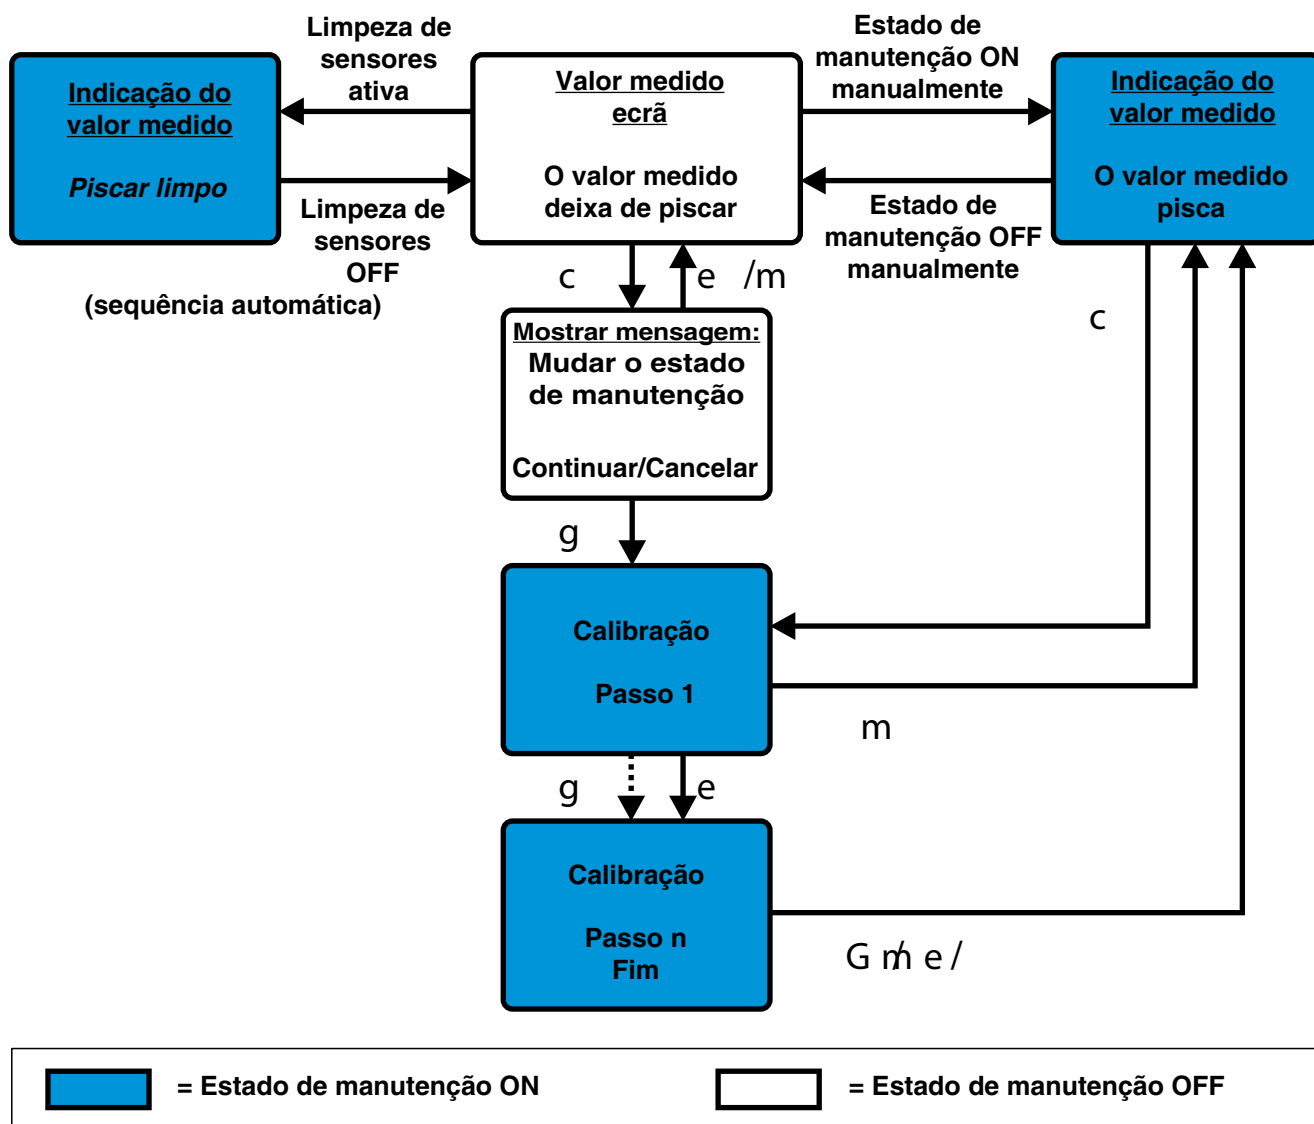 Limpeza de
sensores
ativa
Estado de
manutenção ON
manualmente
Indicação do
valor medido
Piscar limpo
Valor medido
ecrã
O valor medido
deixa de piscar
Indicação do
valor medido
O valor medido
pisca
Limpeza de
sensores
OFF
(sequência automática)
Estado de
manutenção OFF
manualmente
c
e /m
c
Mostrar mensagem:
Mudar o estado
de manutenção
Continuar/Cancelar
g
Calibração
Passo 1
m
g
e
Calibração
Passo n
Fim
G m/ e /
= Estado de manutenção ON
= Estado de manutenção OFF